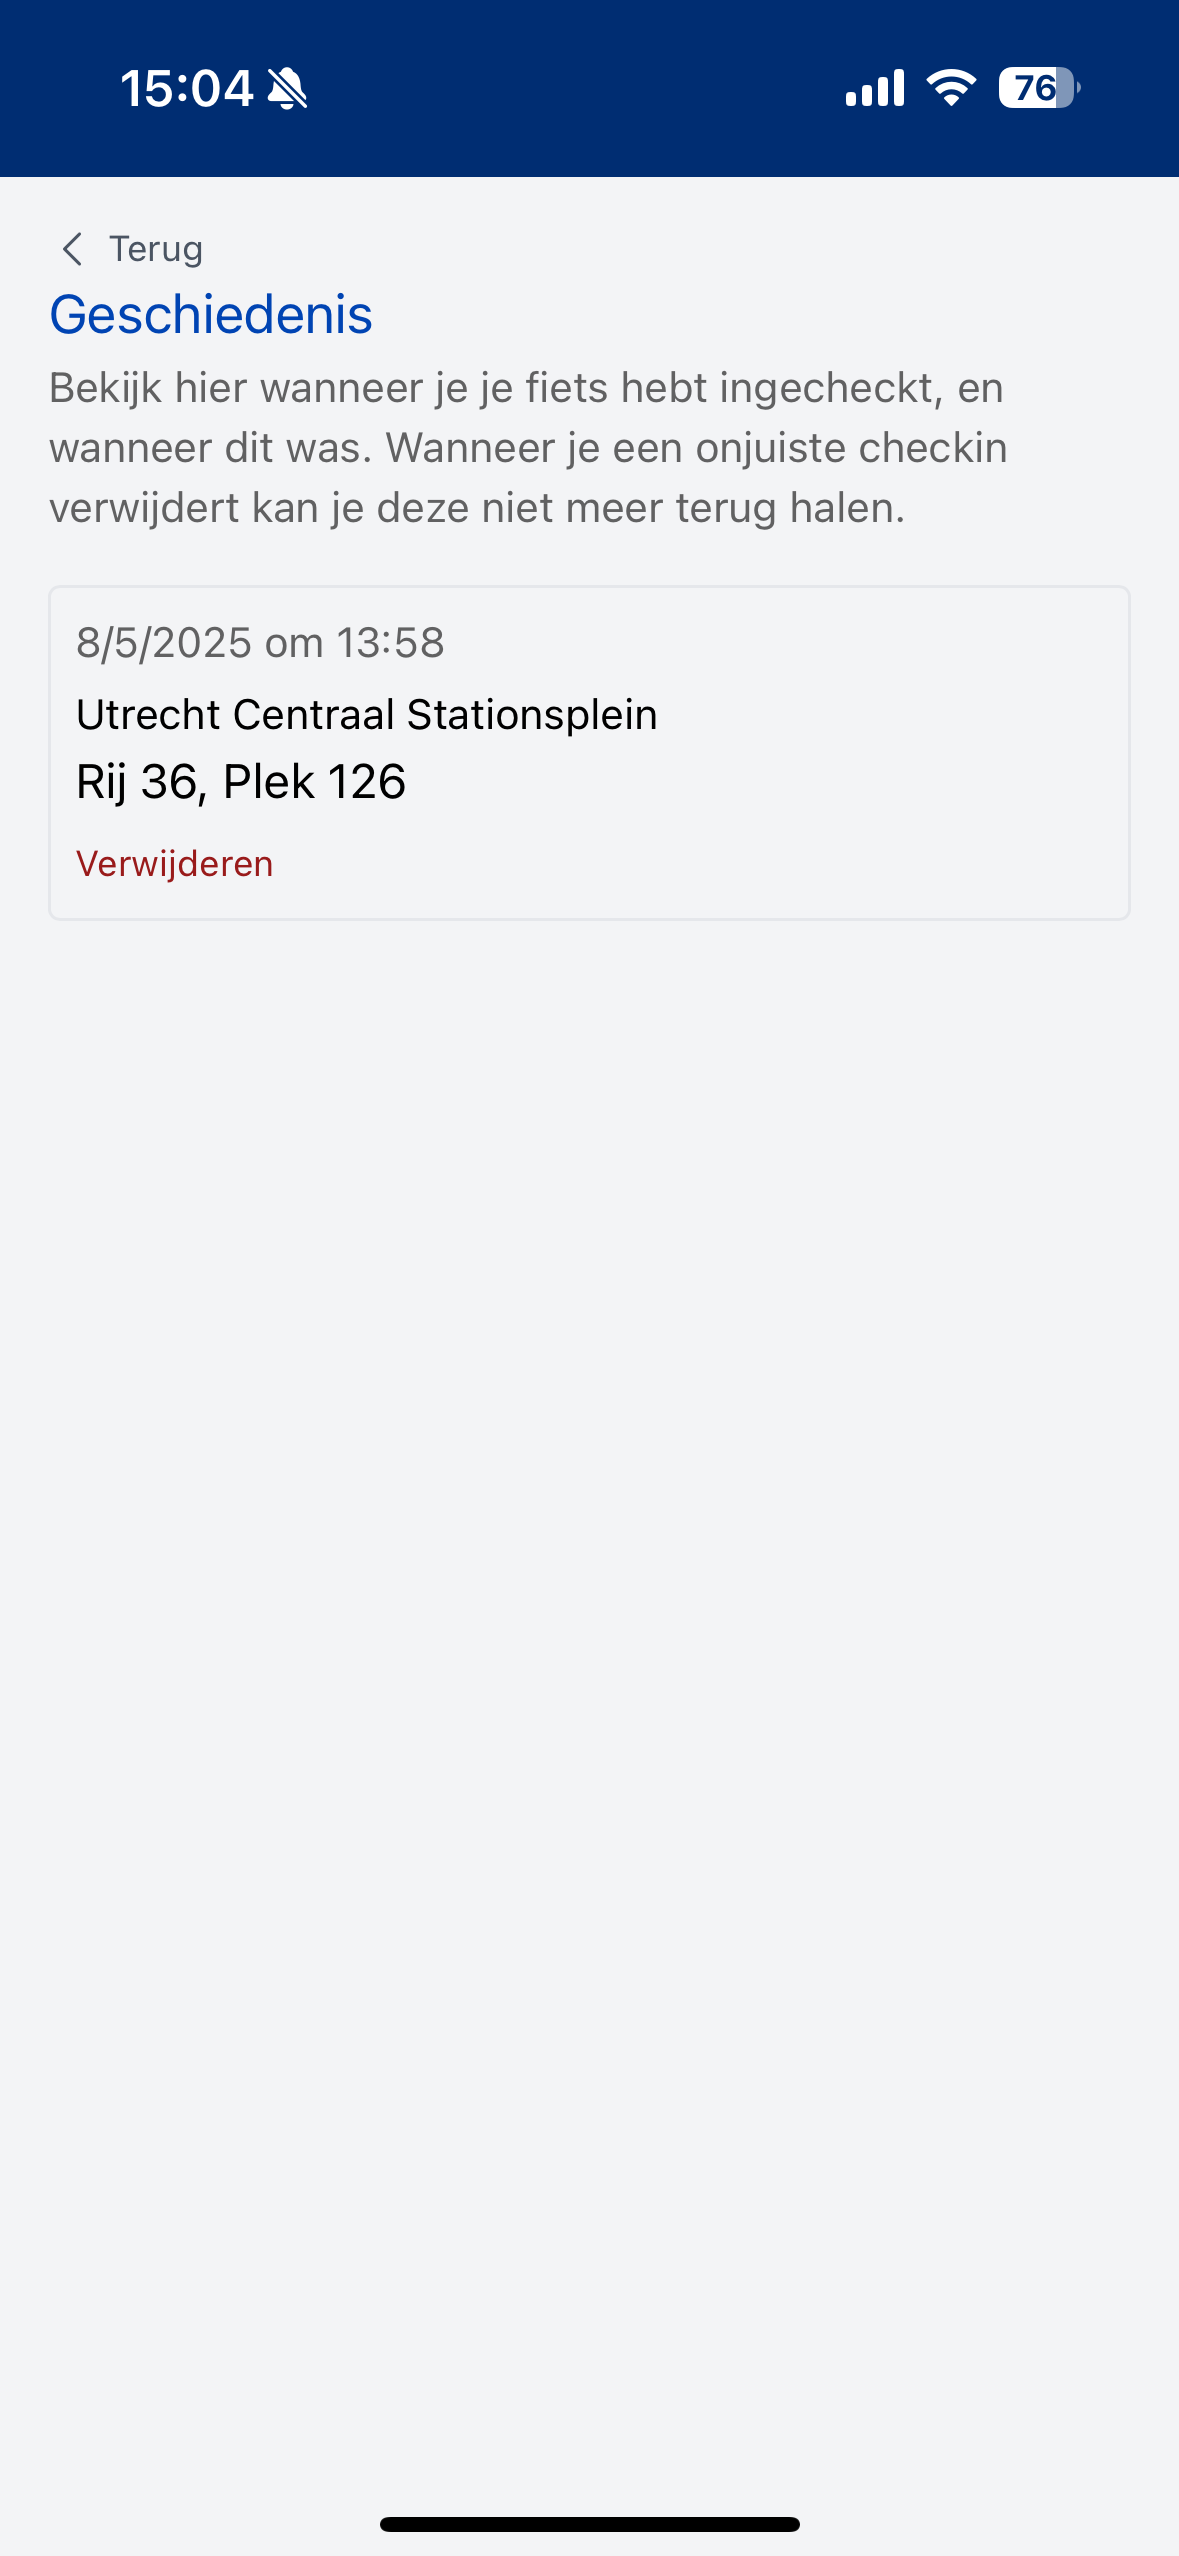 15:04
76
Terug
Geschiedenis
Bekijk hier wanneer je je fiets hebt ingecheckt, en
wanneer dit was. Wanneer je een onjuiste checkin
verwijdert kan je deze niet meer terug halen.
8/5/2025 om 13:58
Utrecht Centraal Stationsplein
Rij 36, Plek 126
Verwijderen